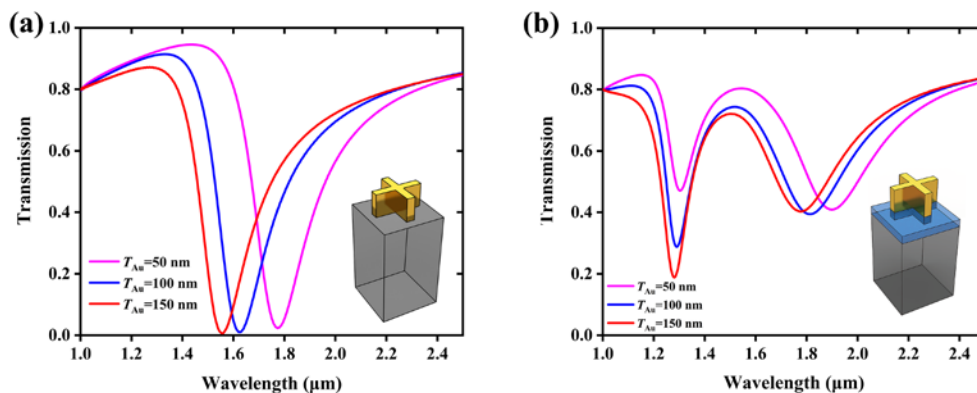 (a)
1.0
0.8
0.6
0.4
0.2
0.0
Transmission
T_Au=50 nm
T_Au=100 nm
T_Au=150 nm
1.0 1.2 1.4 1.6 1.8 2.0 2.2 2.4
Wavelength (μm)
(b)
1.0
0.8
0.6
0.4
0.2
0.0
Transmission
T_Au=50 nm
T_Au=100 nm
T_Au=150 nm
1.0 1.2 1.4 1.6 1.8 2.0 2.2 2.4
Wavelength (μm)